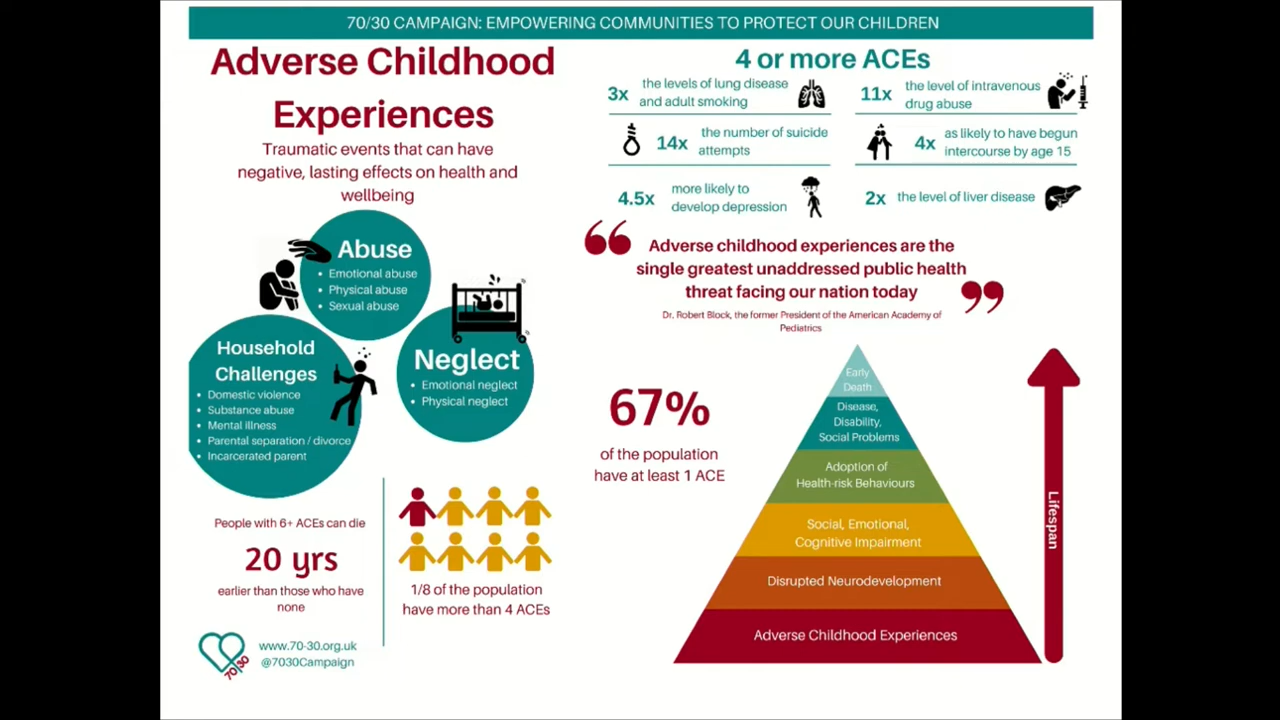 70/30 CAMPAIGN: EMPOWERING COMMUNITIES TO PROTECT OUR CHILDREN
Adverse Childhood
Experiences
Traumatic events that can have
negative, lasting effects on health and
wellbeing
Abuse
• Emotional abuse
• Physical abuse
• Sexual abuse
Household
Challenges
• Domestic violence
• Substance abuse
• Mental illness
• Parental separation / divorce
• Incarcerated parent
Neglect
• Emotional neglect
• Physical neglect
People with 6+ ACEs can die
20 yrs
earlier than those who have
none
1/8 of the population
have more than 4 ACEs
70/30
www.70-30.org.uk
@7030Campaign
4 or more ACEs
3x
the levels of lung disease
and adult smoking
11x
the level of intravenous
drug abuse
14x
the number of suicide
attempts
4x
as likely to have begun
intercourse by age 15
4.5x
more likely to
develop depression
2x
the level of liver disease
“
Adverse childhood experiences are the
single greatest unaddressed public health
threat facing our nation today
”
Dr. Robert Block, the former President of the American Academy of
Pediatrics
67%
of the population
have at least 1 ACE
Early
Death
Disease,
Disability,
Social Problems
Adoption of
Health-risk Behaviours
Social, Emotional,
Cognitive Impairment
Disrupted Neurodevelopment
Adverse Childhood Experiences
Lifespan